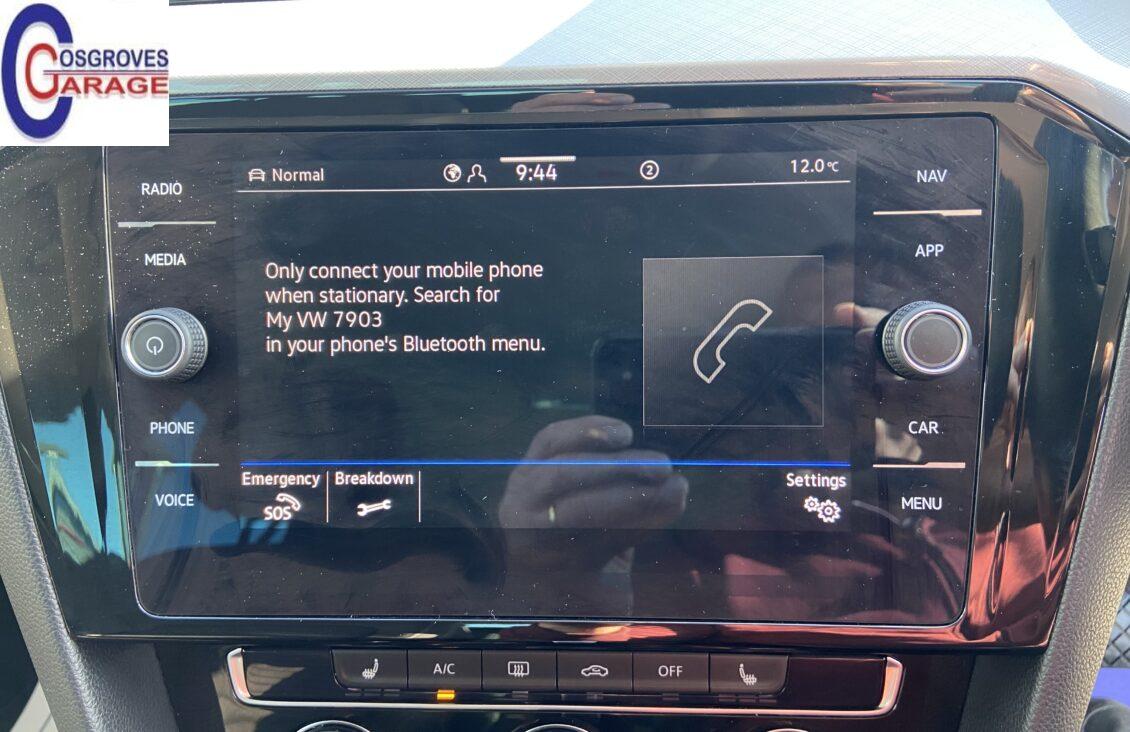 COSGROVES
GARAGE
RADIO
MEDIA
PHONE
VOICE
Normal
9:44
2
12.0°C
Only connect your mobile phone
when stationary. Search for
My VW 7903
in your phone's Bluetooth menu.
Emergency
SOS
Breakdown
Settings
NAV
APP
CAR
MENU
A/C
OFF